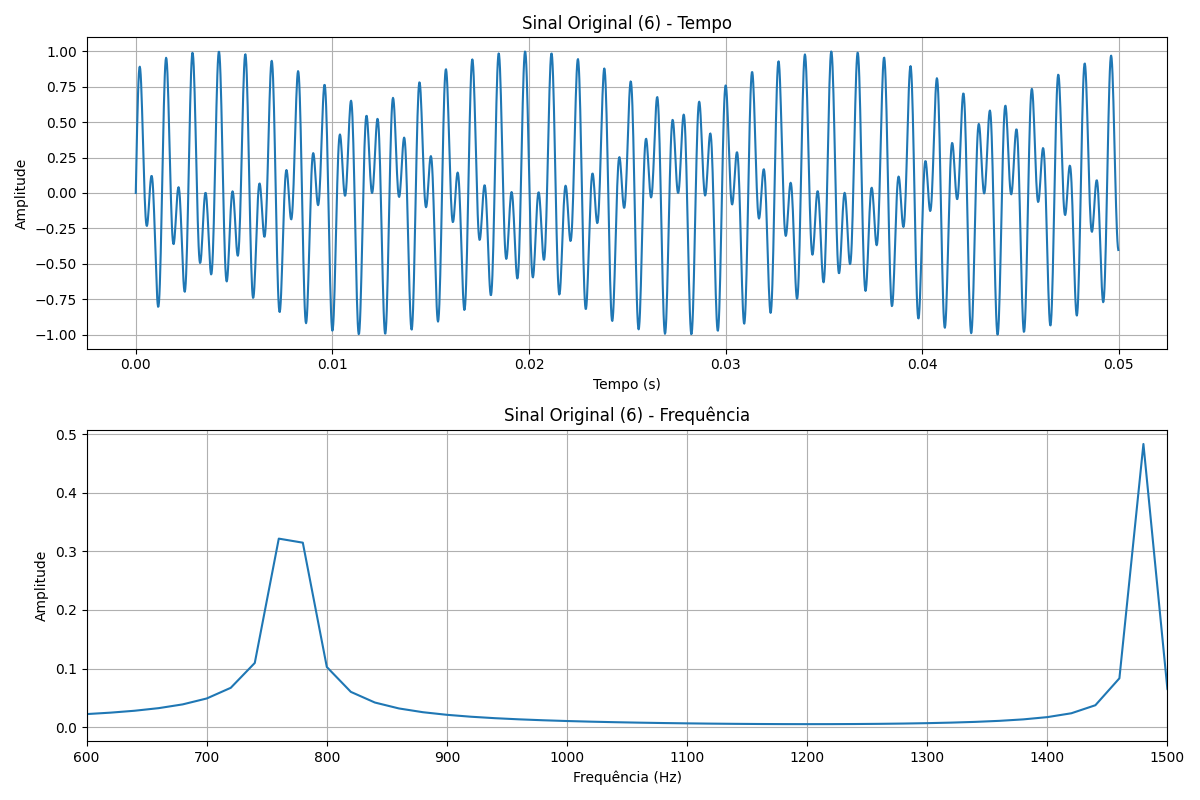 Sinal Original (6) - Tempo
1.00
0.75
0.50
0.25
0.00
−0.25
−0.50
−0.75
−1.00
Amplitude
0.00 0.01 0.02 0.03 0.04 0.05
Tempo (s)
Sinal Original (6) - Frequência
0.5
0.4
0.3
0.2
0.1
0.0
Amplitude
600 700 800 900 1000 1100 1200 1300 1400 1500
Frequência (Hz)